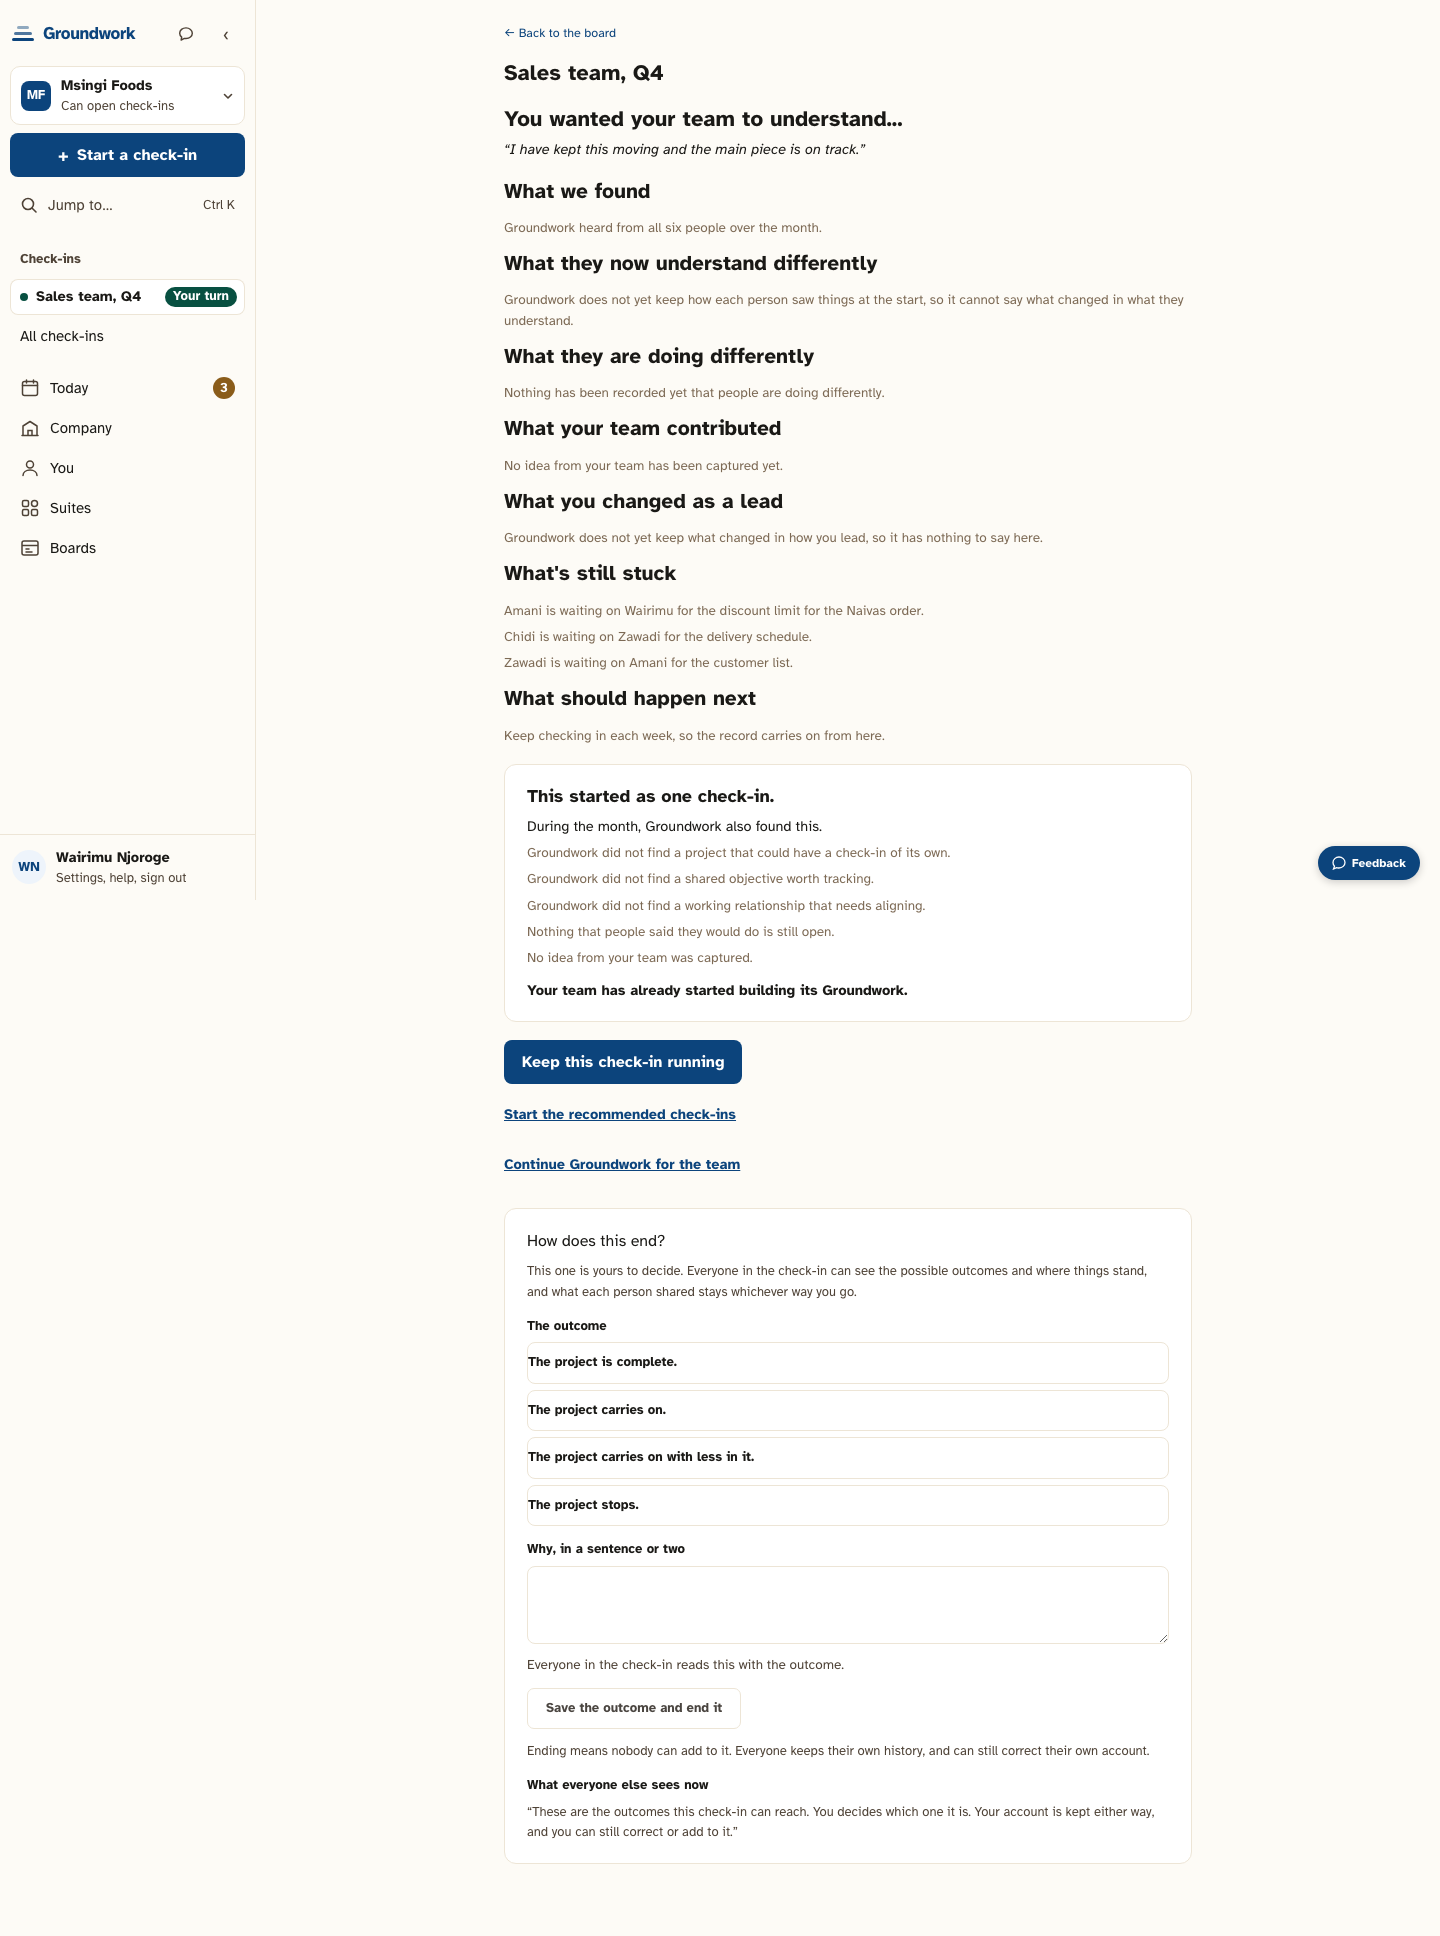 Groundwork
MF
Msingi Foods
Can open check-ins
+ Start a check-in
Jump to...
Ctrl K
Check-ins
Sales team, Q4
Your turn
All check-ins
Today
3
Company
You
Suites
Boards
WN
Wairimu Njoroge
Settings, help, sign out
← Back to the board
Sales team, Q4
You wanted your team to understand...
“I have kept this moving and the main piece is on track.”
What we found
Groundwork heard from all six people over the month.
What they now understand differently
Groundwork does not yet keep how each person saw things at the start, so it cannot say what changed in what they
understand.
What they are doing differently
Nothing has been recorded yet that people are doing differently.
What your team contributed
No idea from your team has been captured yet.
What you changed as a lead
Groundwork does not yet keep what changed in how you lead, so it has nothing to say here.
What's still stuck
Amani is waiting on Wairimu for the discount limit for the Naivas order.
Chidi is waiting on Zawadi for the delivery schedule.
Zawadi is waiting on Amani for the customer list.
What should happen next
Keep checking in each week, so the record carries on from here.
This started as one check-in.
During the month, Groundwork also found this.
Groundwork did not find a project that could have a check-in of its own.
Groundwork did not find a shared objective worth tracking.
Groundwork did not find a working relationship that needs aligning.
Nothing that people said they would do is still open.
No idea from your team was captured.
Your team has already started building its Groundwork.
Keep this check-in running
Start the recommended check-ins
Continue Groundwork for the team
How does this end?
This one is yours to decide. Everyone in the check-in can see the possible outcomes and where things stand,
and what each person shared stays whichever way you go.
The outcome
The project is complete.
The project carries on.
The project carries on with less in it.
The project stops.
Why, in a sentence or two
Everyone in the check-in reads this with the outcome.
Save the outcome and end it
Ending means nobody can add to it. Everyone keeps their own history, and can still correct their own account.
What everyone else sees now
“These are the outcomes this check-in can reach. You decides which one it is. Your account is kept either way,
and you can still correct or add to it.”
Feedback